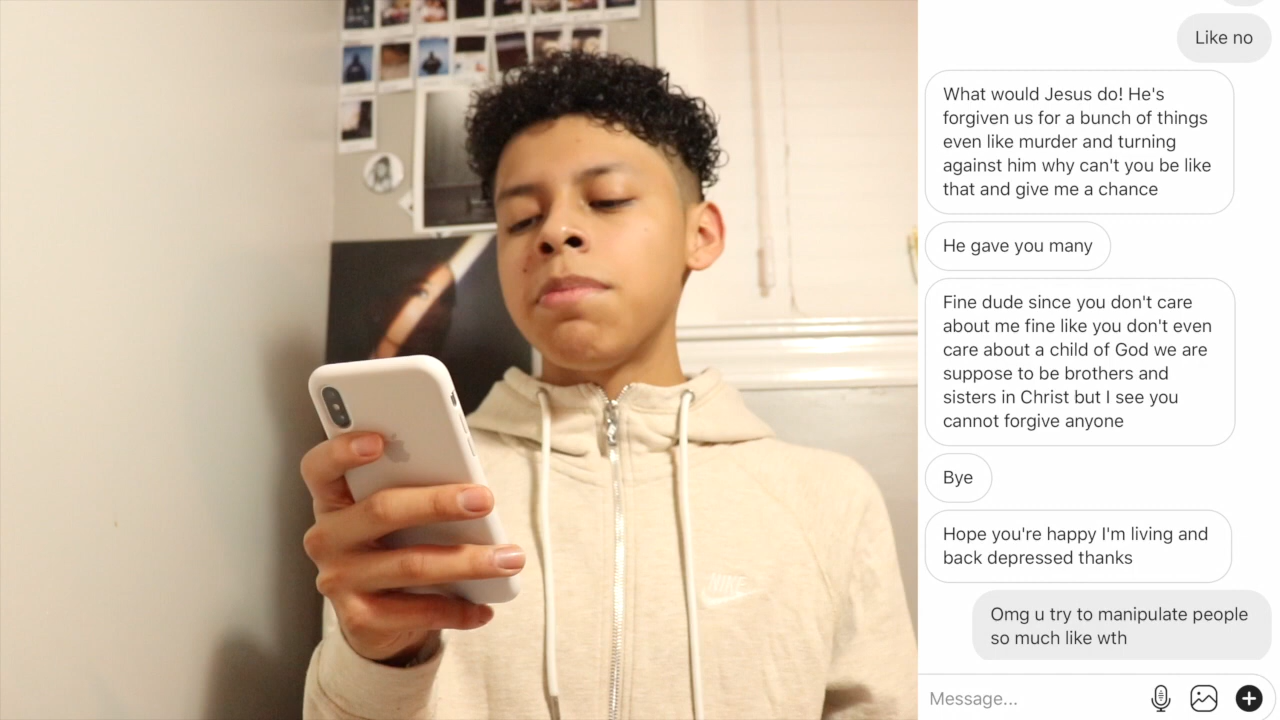 NIKE
Like no
What would Jesus do! He's
forgiven us for a bunch of things
even like murder and turning
against him why can't you be like
that and give me a chance
He gave you many
Fine dude since you don't care
about me fine like you don't even
care about a child of God we are
suppose to be brothers and
sisters in Christ but I see you
cannot forgive anyone
Bye
Hope you're happy I'm living and
back depressed thanks
Omg u try to manipulate people
so much like wth
Message...